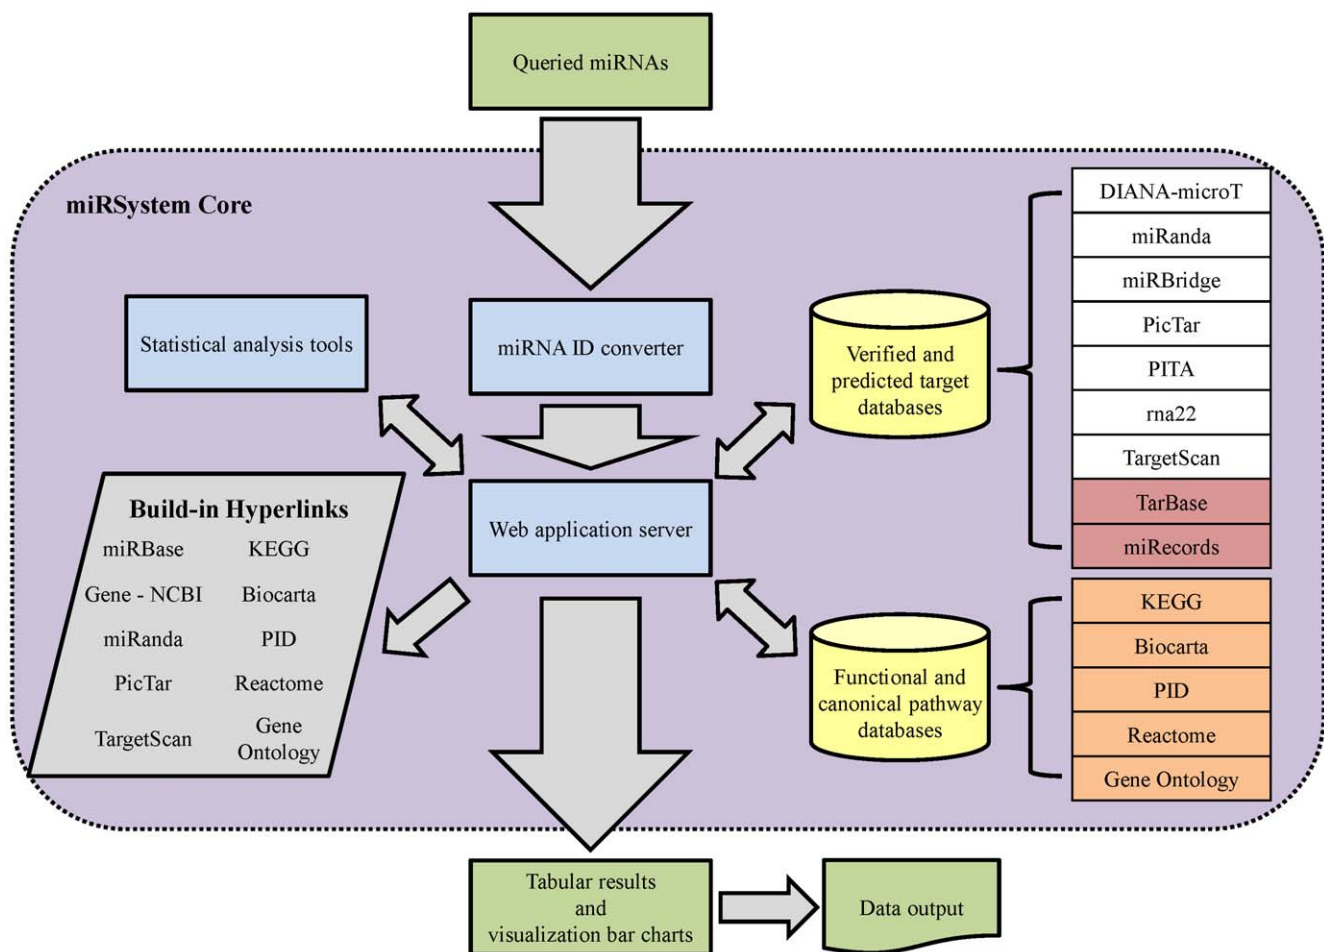 Queried miRNAs
miRSystem Core
Statistical analysis tools
miRNA ID converter
Verified and
predicted target
databases
DIANA-microT
miRanda
miRBridge
PicTar
PITA
rna22
TargetScan
TarBase
miRecords
Build-in Hyperlinks
miRBase KEGG
Gene - NCBI Biocarta
miRanda PID
PicTar Reactome
TargetScan Gene
Ontology
Web application server
Functional and
canonical pathway
databases
KEGG
Biocarta
PID
Reactome
Gene Ontology
Tabular results
and
visualization bar charts
Data output